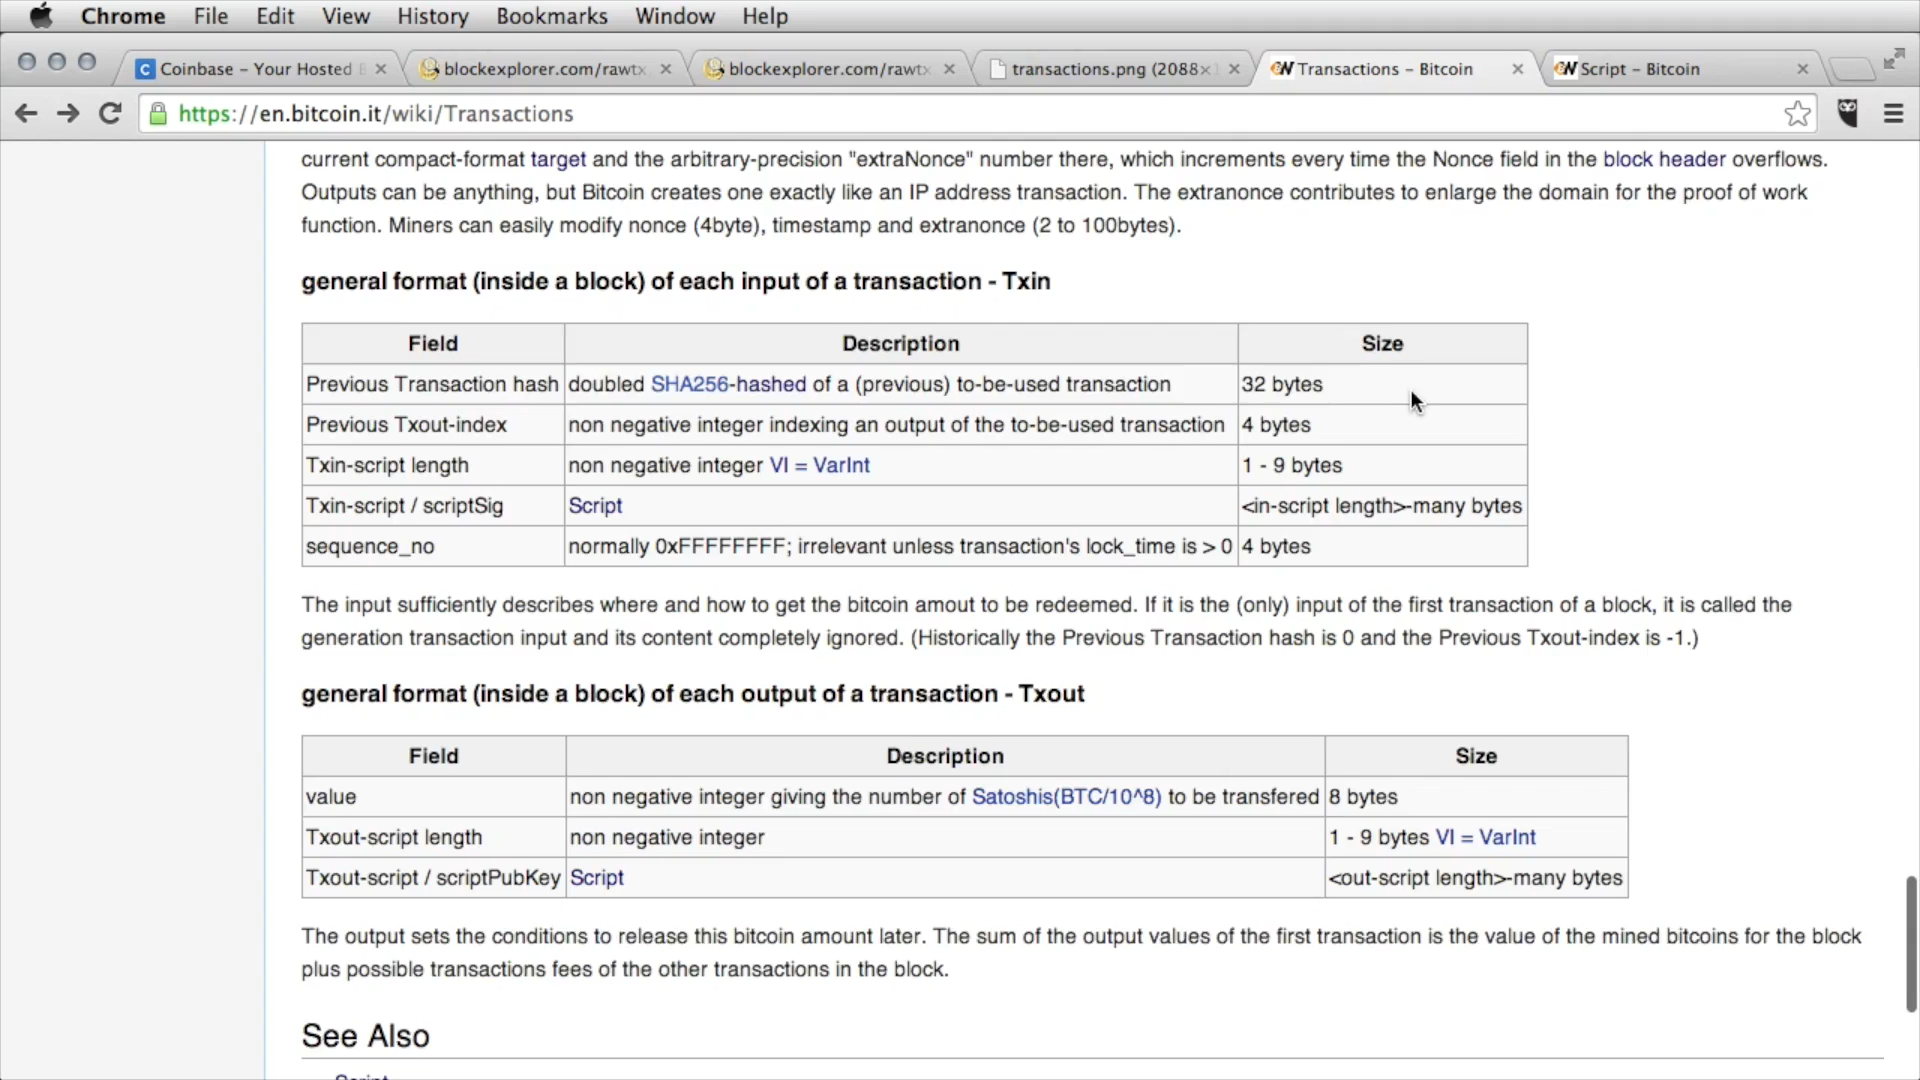 Chrome File Edit View History Bookmarks Window Help
Coinbase – Your Hosted
blockexplorer.com/rawtx
blockexplorer.com/rawtx
transactions.png (2088×
Transactions – Bitcoin
Script – Bitcoin
https://en.bitcoin.it/wiki/Transactions
current compact-format target and the arbitrary-precision "extraNonce" number there, which increments every time the Nonce field in the block header overflows.
Outputs can be anything, but Bitcoin creates one exactly like an IP address transaction. The extranonce contributes to enlarge the domain for the proof of work
function. Miners can easily modify nonce (4byte), timestamp and extranonce (2 to 100bytes).
general format (inside a block) of each input of a transaction - Txin
Field Description Size
Previous Transaction hash doubled SHA256-hashed of a (previous) to-be-used transaction 32 bytes
Previous Txout-index non negative integer indexing an output of the to-be-used transaction 4 bytes
Txin-script length non negative integer VI = VarInt 1 - 9 bytes
Txin-script / scriptSig Script <in-script length>-many bytes
sequence_no normally 0xFFFFFFFF; irrelevant unless transaction's lock_time is > 0 4 bytes
The input sufficiently describes where and how to get the bitcoin amout to be redeemed. If it is the (only) input of the first transaction of a block, it is called the
generation transaction input and its content completely ignored. (Historically the Previous Transaction hash is 0 and the Previous Txout-index is -1.)
general format (inside a block) of each output of a transaction - Txout
Field Description Size
value non negative integer giving the number of Satoshis(BTC/10^8) to be transfered 8 bytes
Txout-script length non negative integer 1 - 9 bytes VI = VarInt
Txout-script / scriptPubKey Script <out-script length>-many bytes
The output sets the conditions to release this bitcoin amount later. The sum of the output values of the first transaction is the value of the mined bitcoins for the block
plus possible transactions fees of the other transactions in the block.
See Also